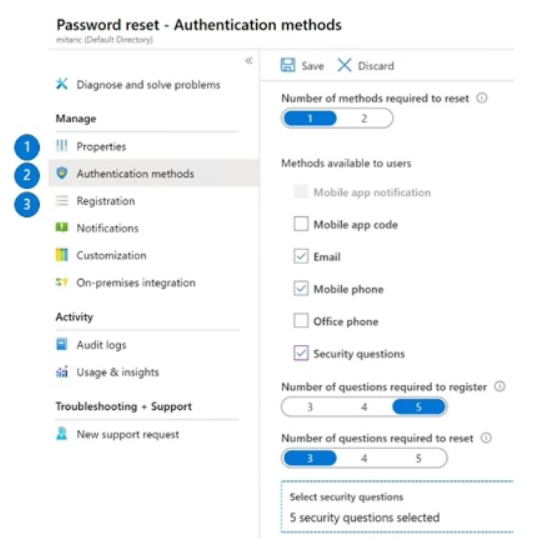 Password reset - Authentication methods
mitaric (Default Directory)
«
Diagnose and solve problems
Manage
1 Properties
2 Authentication methods
3 Registration
Notifications
Customization
On-premises integration
Activity
Audit logs
Usage & insights
Troubleshooting + Support
New support request
Save Discard
Number of methods required to reset
1 2
Methods available to users
Mobile app notification
Mobile app code
Email
Mobile phone
Office phone
Security questions
Number of questions required to register
3 4 5
Number of questions required to reset
3 4 5
Select security questions
5 security questions selected